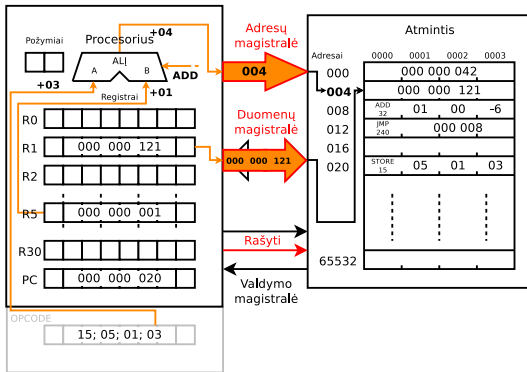 Procesorius
Požymiai
ALĮ
A
B
+04
+03
ADD
+01
Registrai
R0
R1 000 000 121
R2
R5 000 000 001
R30
PC 000 000 020
OPCODE
15; 05; 01; 03
Adresų
magistralė
004
Duomenų
magistralė
000 000 121
Rašyti
Valdymo
magistralė
Atmintis
Adresai 0000 0001 0002 0003
000 000 000 042
004 000 000 121
008 ADD 32 01 00 -6
012 JMP 240 000 008
016
020 STORE 15 05 01 03
65532